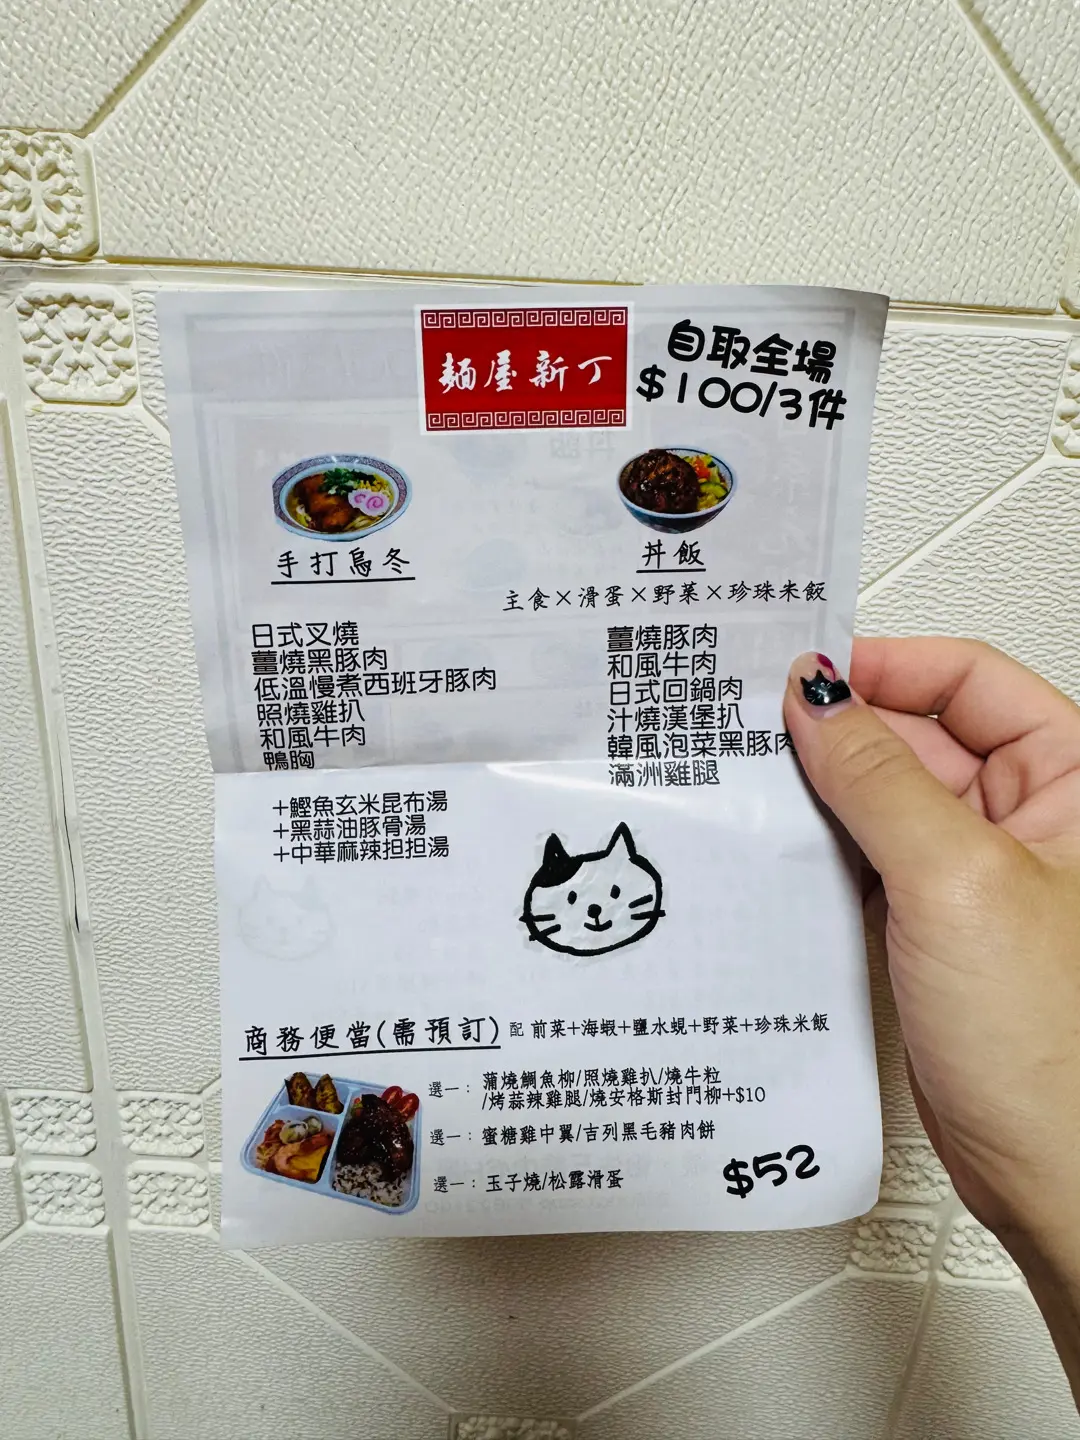 麵屋新丁
自取全場
$100/3件
手打烏冬
日式叉燒
薑燒黑豚肉
低溫慢煮西班牙豚肉
照燒雞扒
和風牛肉
鴨胸
+鰹魚玄米昆布湯
+黑蒜油豚骨湯
+中華麻辣担担湯
丼飯
主食×滑蛋×野菜×珍珠米飯
薑燒豚肉
和風牛肉
日式回鍋肉
汁燒漢堡扒
韓風泡菜黑豚肉
滿洲雞腿
商務便當(需預訂) 配 前菜+海蝦+鹽水蜆+野菜+珍珠米飯
選一: 蒲燒鯛魚柳/照燒雞扒/燒牛粒
/烤蒜辣雞腿/燒安格斯封門柳+$10
選一: 蜜糖雞中翼/吉列黑毛豬肉餅
選一: 玉子燒/松露滑蛋
$52